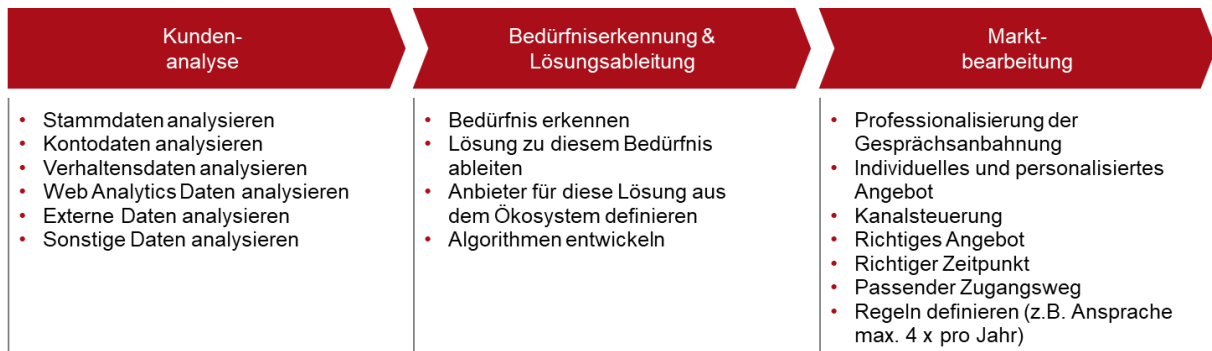 Kunden-
analyse
Stammdaten analysieren
Kontodaten analysieren
Verhaltensdaten analysieren
Web Analytics Daten analysieren
Externe Daten analysieren
Sonstige Daten analysieren
Bedürfniserkennung &
Lösungsableitung
Bedürfnis erkennen
Lösung zu diesem Bedürfnis
ableiten
Anbieter für diese Lösung aus
dem Ökosystem definieren
Algorithmen entwickeln
Markt-
bearbeitung
Professionalisierung der
Gesprächsanbahnung
Individuelles und personalisiertes
Angebot
Kanalsteuerung
Richtiges Angebot
Richtiger Zeitpunkt
Passender Zugangsweg
Regeln definieren (z.B. Ansprache
max. 4 x pro Jahr)